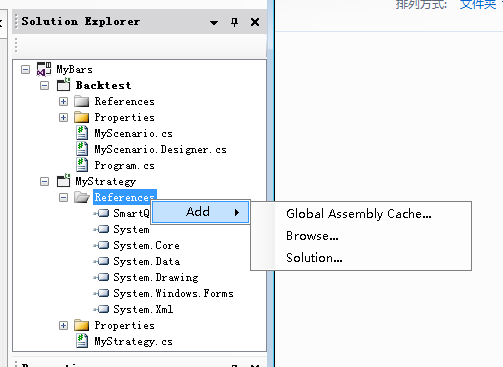 Solution Explorer
排列方式: 文件夹
MyBars
Backtest
References
Properties
MyScenario.cs
MyScenario.Designer.cs
Program.cs
MyStrategy
References
Add
Global Assembly Cache...
Browse...
Solution...
SmartQ
System
System.Core
System.Data
System.Drawing
System.Windows.Forms
System.Xml
Properties
MyStrategy.cs